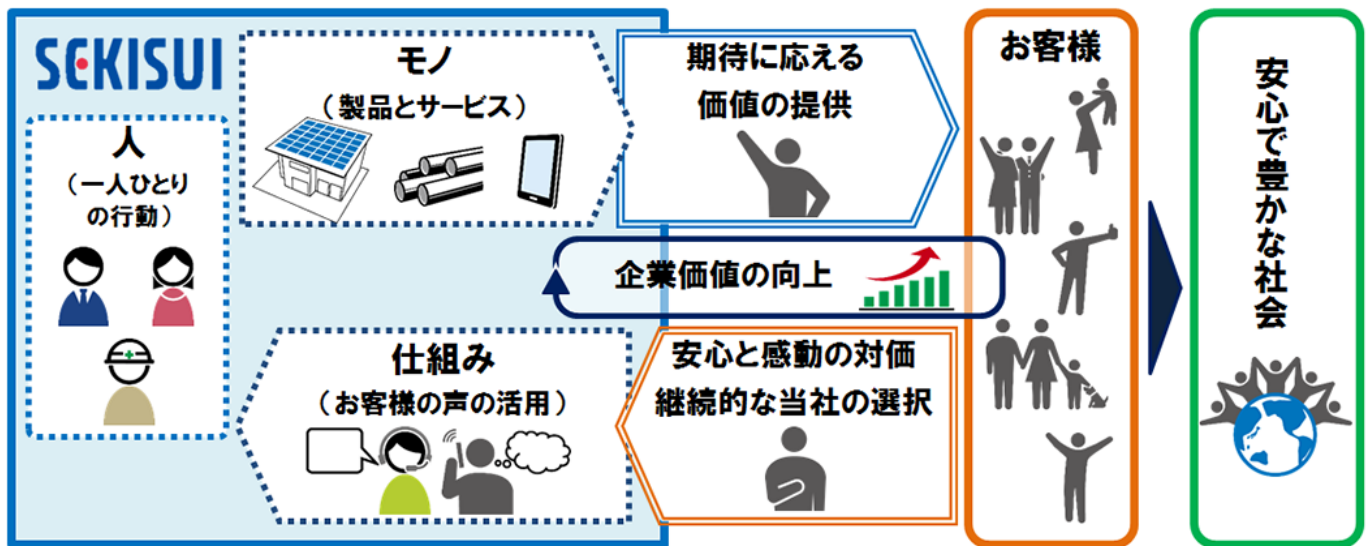 SEKISUI
人
（一人ひとり
の行動）
モノ
（製品とサービス）
期待に応える
価値の提供
企業価値の向上
仕組み
（お客様の声の活用）
安心と感動の対価
継続的な当社の選択
お客様
安心で豊かな社会